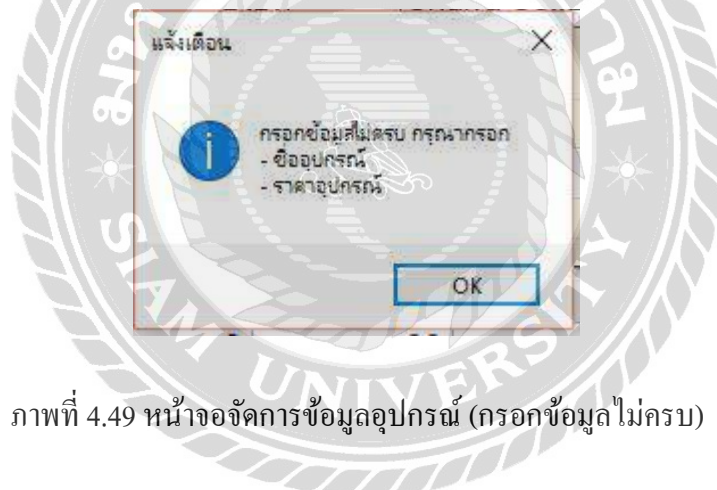 แจ้งเตือน
กรอกข้อมูลไม่ครบ กรุณากรอก
- ชื่ออุปกรณ์
- ราคาอุปกรณ์
OK
SIAM UNIVERSITY
ภาพที่ 4.49 หน้าจอจัดการข้อมูลอุปกรณ์ (กรอกข้อมูลไม่ครบ)